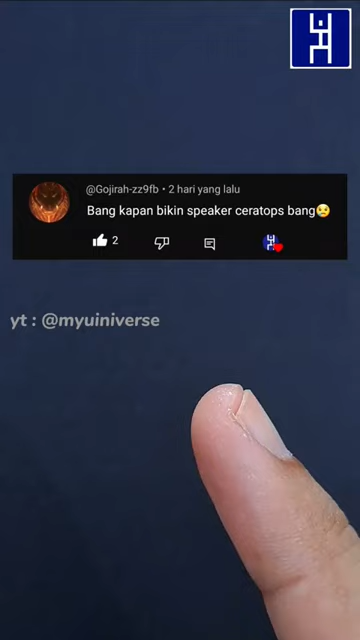 @Gojirah-zz9fb • 2 hari yang lalu
Bang kapan bikin speaker ceratops bang😟
2
yt : @myuiniverse